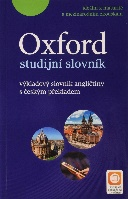 Oxford
studijní slovník
výkladový slovník angličtiny
s českým překladem